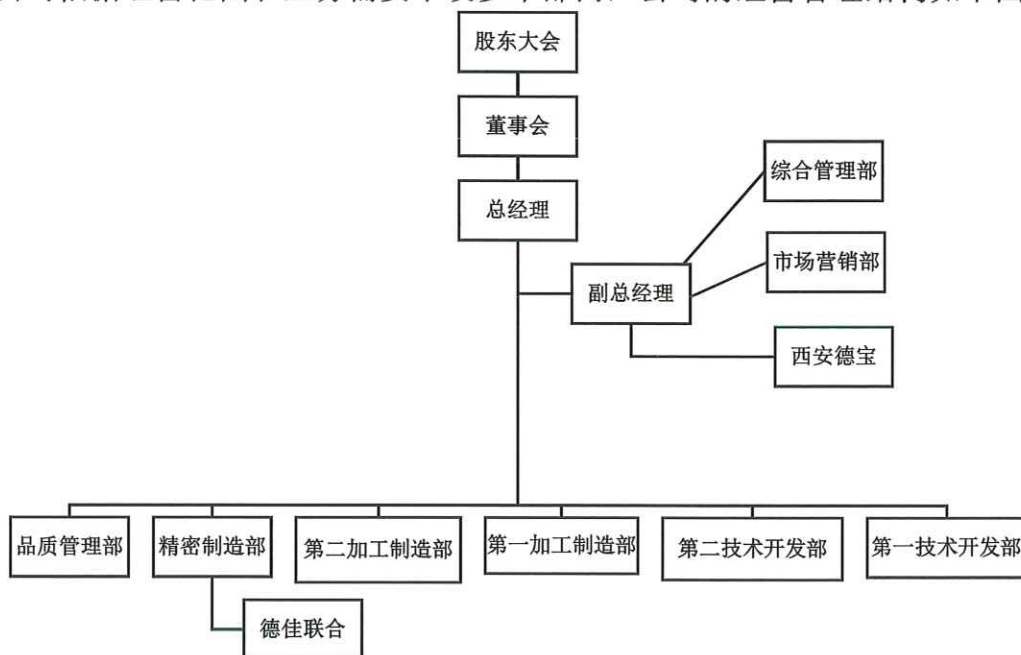 股东大会
董事会
综合管理部
总经理
市场营销部
副总经理
西安德宝
品质管理部
精密制造部
第二加工制造部
第一加工制造部
第二技术开发部
第一技术开发部
德佳联合